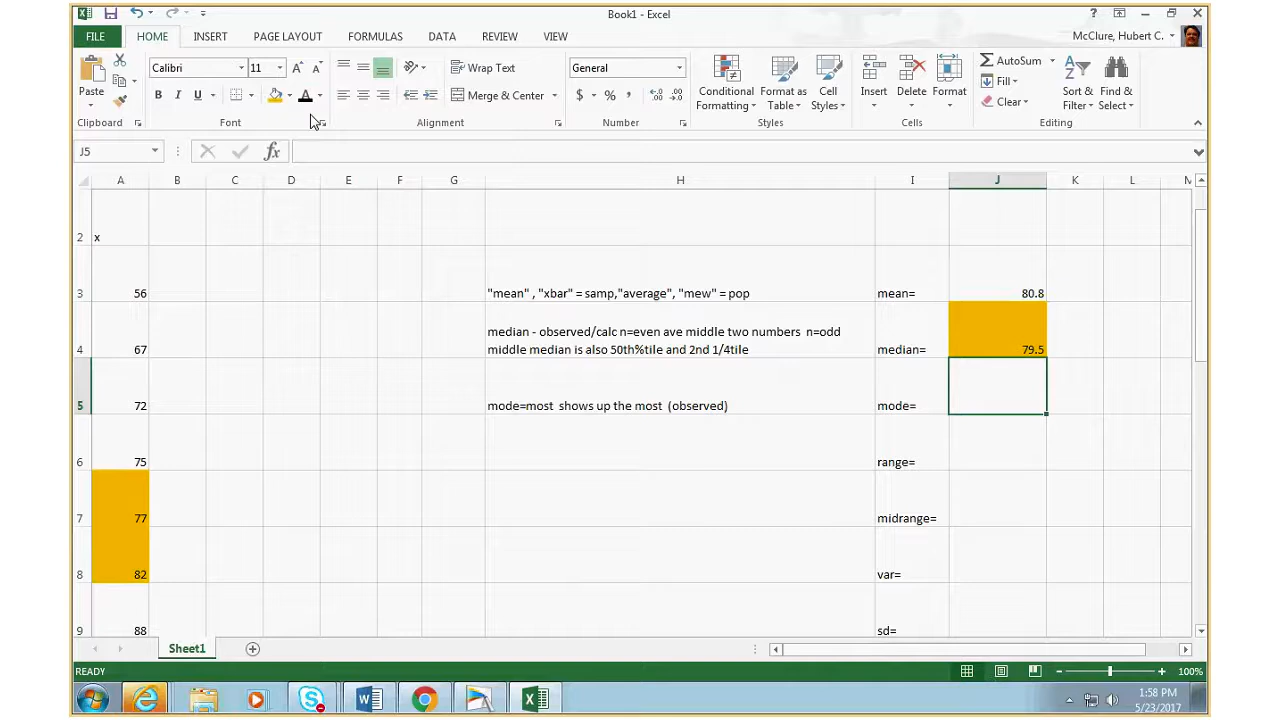 Book1 - Excel
?
FILE HOME INSERT PAGE LAYOUT FORMULAS DATA REVIEW VIEW
McClure, Hubert C.
Paste
Clipboard
Calibri 11
B I U
A A
A
Font
Wrap Text
Merge & Center
Alignment
General
$ % ,
Number
Conditional Formatting
Format as Table
Cell Styles
Styles
Insert
Delete
Format
Cells
AutoSum
Fill
Clear
Sort & Filter
Find & Select
Editing
J5
fx
A B C D E F G H I J K L M
2 x
3 56 "mean" , "xbar" = samp,"average", "mew" = pop mean= 80.8
median - observed/calc n=even ave middle two numbers n=odd
4 67 middle median is also 50th%tile and 2nd 1/4tile median= 79.5
5 72 mode=most shows up the most (observed) mode=
6 75 range=
7 77 midrange=
8 82 var=
9 88 sd=
Sheet1
READY
100%
1:58 PM
5/23/2017